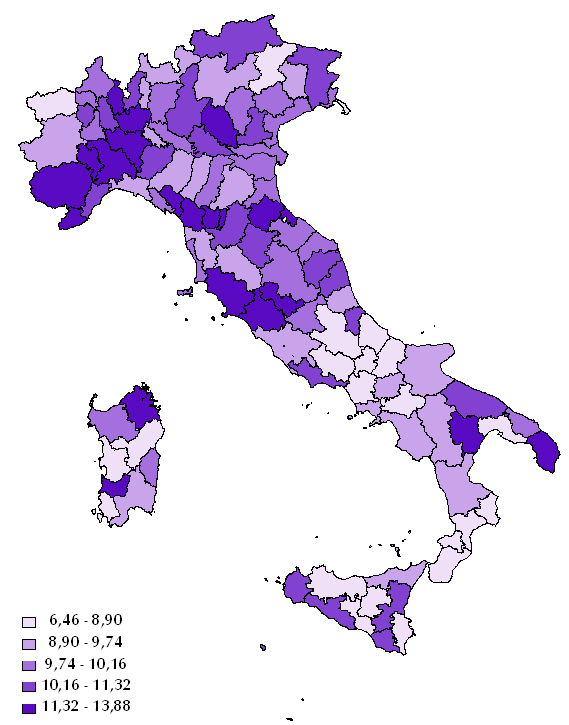 6,46 - 8,90
8,90 - 9,74
9,74 - 10,16
10,16 - 11,32
11,32 - 13,88